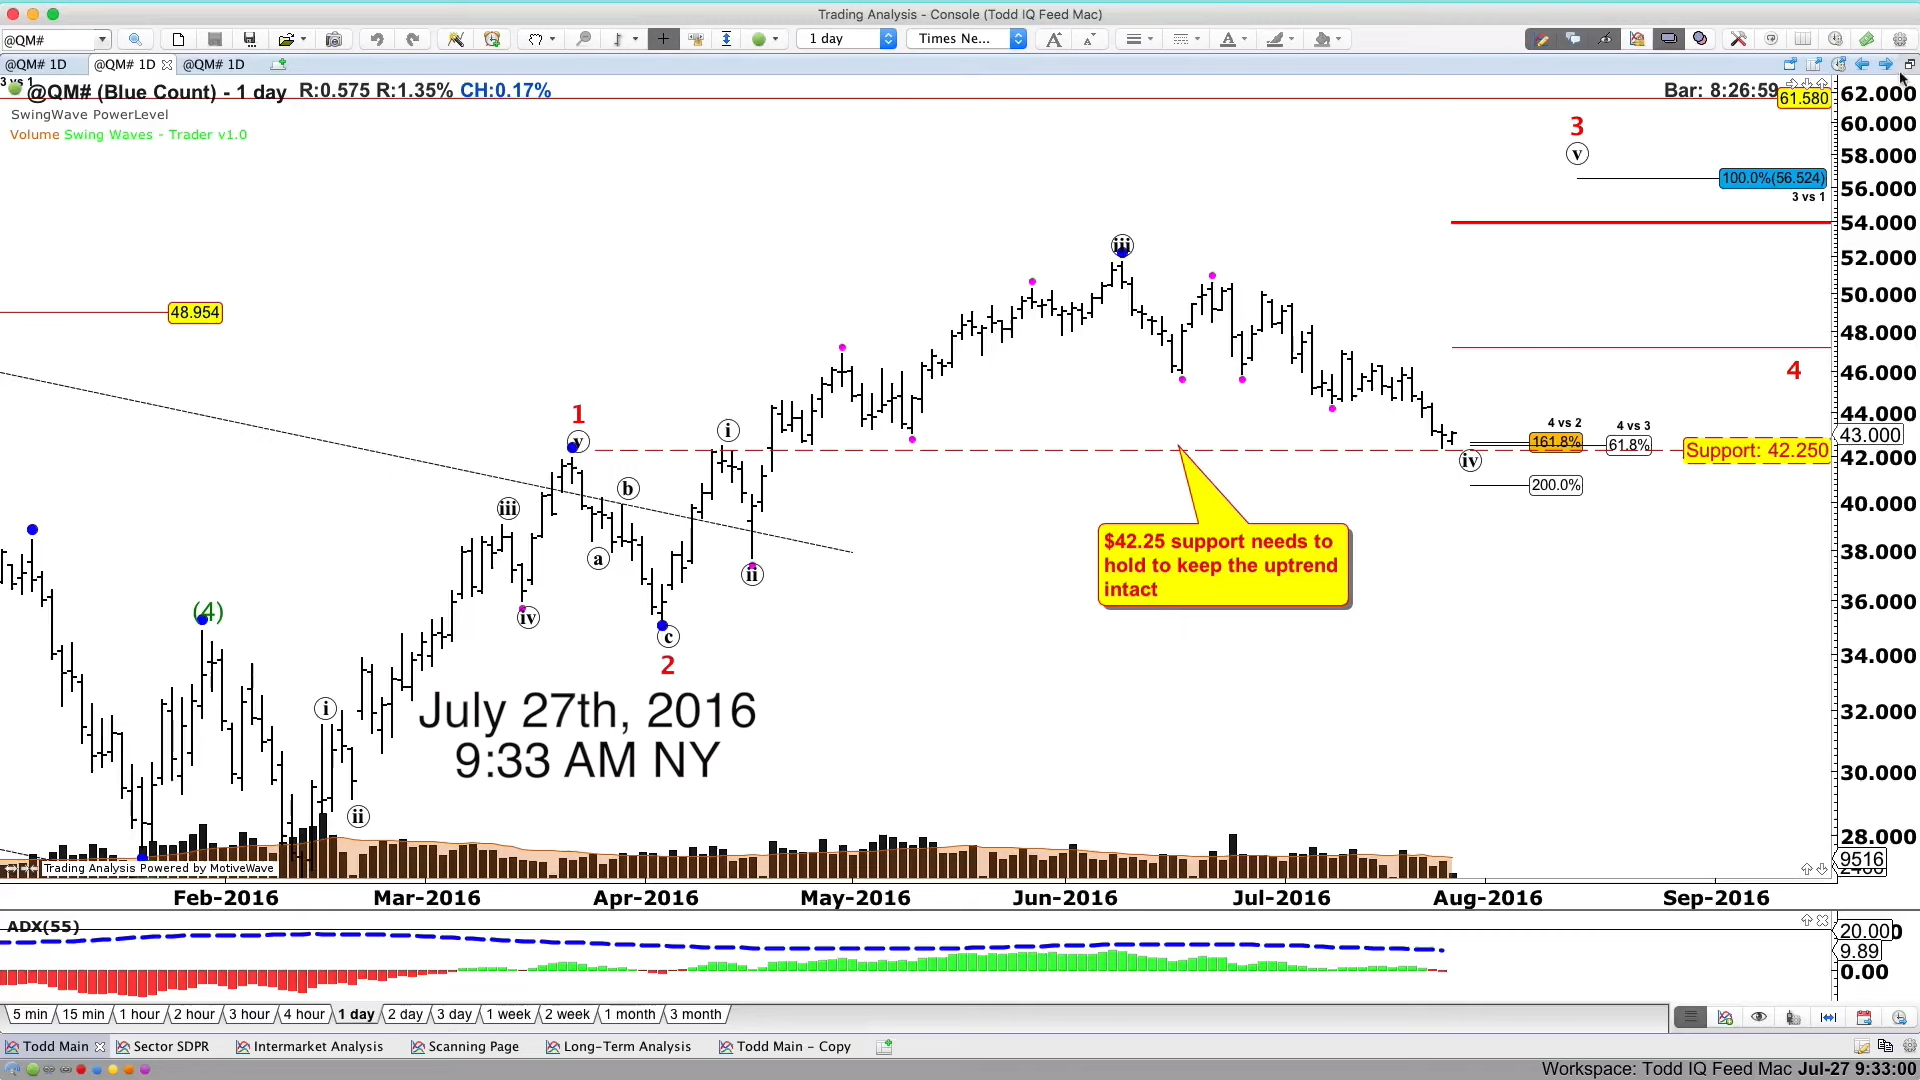 Trading Analysis - Console (Todd IQ Feed Mac)
@QM#
1 day
Times Ne...
@QM# 1D
@QM# 1D
@QM# 1D
3 vs 1
@QM# (Blue Count) - 1 day R:0.575 R:1.35% CH:0.17%
Bar: 8:26:59
SwingWave PowerLevel
Volume Swing Waves - Trader v1.0
61.580
62.000
60.000
58.000
56.000
54.000
52.000
50.000
48.000
46.000
44.000
43.000
42.000
40.000
38.000
36.000
34.000
32.000
30.000
28.000
9516
3
v
100.0%(56.524)
3 vs 1
48.954
iii
4
1
v
i
4 vs 2
4 vs 3
161.8%
61.8%
Support: 42.250
iv
200.0%
b
iii
a
ii
iv
c
2
(4)
i
ii
$42.25 support needs to
hold to keep the uptrend
intact
July 27th, 2016
9:33 AM NY
Trading Analysis Powered by MotiveWave
Feb-2016 Mar-2016 Apr-2016 May-2016 Jun-2016 Jul-2016 Aug-2016 Sep-2016
ADX(55)
20.000
9.89
0.00
5 min 15 min 1 hour 2 hour 3 hour 4 hour 1 day 2 day 3 day 1 week 2 week 1 month 3 month
Todd Main Sector SDPR Intermarket Analysis Scanning Page Long-Term Analysis Todd Main - Copy
Workspace: Todd IQ Feed Mac Jul-27 9:33:00